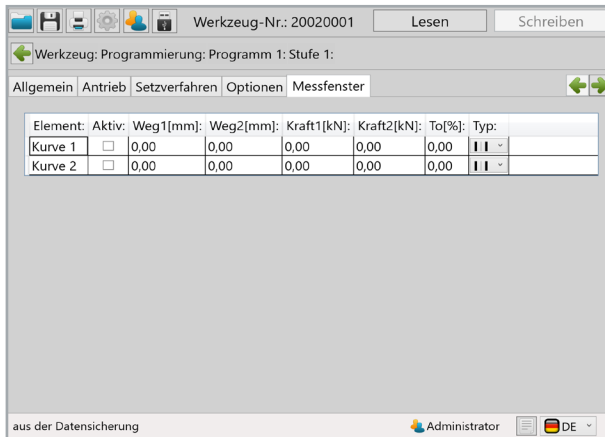 Werkzeug-Nr.: 20020001 Lesen Schreiben
Werkzeug: Programmierung: Programm 1: Stufe 1:
Allgemein Antrieb Setzverfahren Optionen Messfenster
Element: Aktiv: Weg1[mm]: Weg2[mm]: Kraft1[kN]: Kraft2[kN]: To[%]: Typ:
Kurve 1 0,00 0,00 0,00 0,00 0,00
Kurve 2 0,00 0,00 0,00 0,00 0,00
aus der Datensicherung Administrator DE